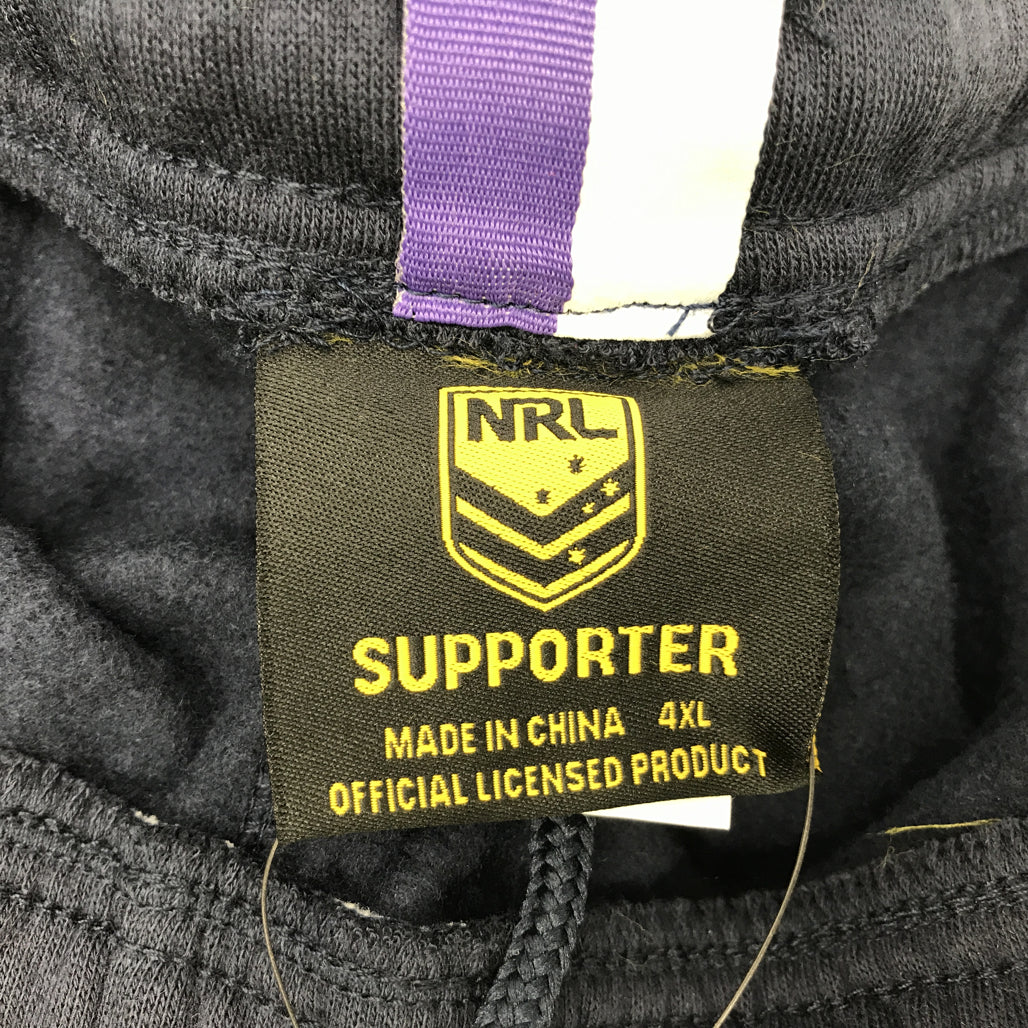 NRL
SUPPORTER
MADE IN CHINA 4XL
OFFICIAL LICENSED PRODUCT